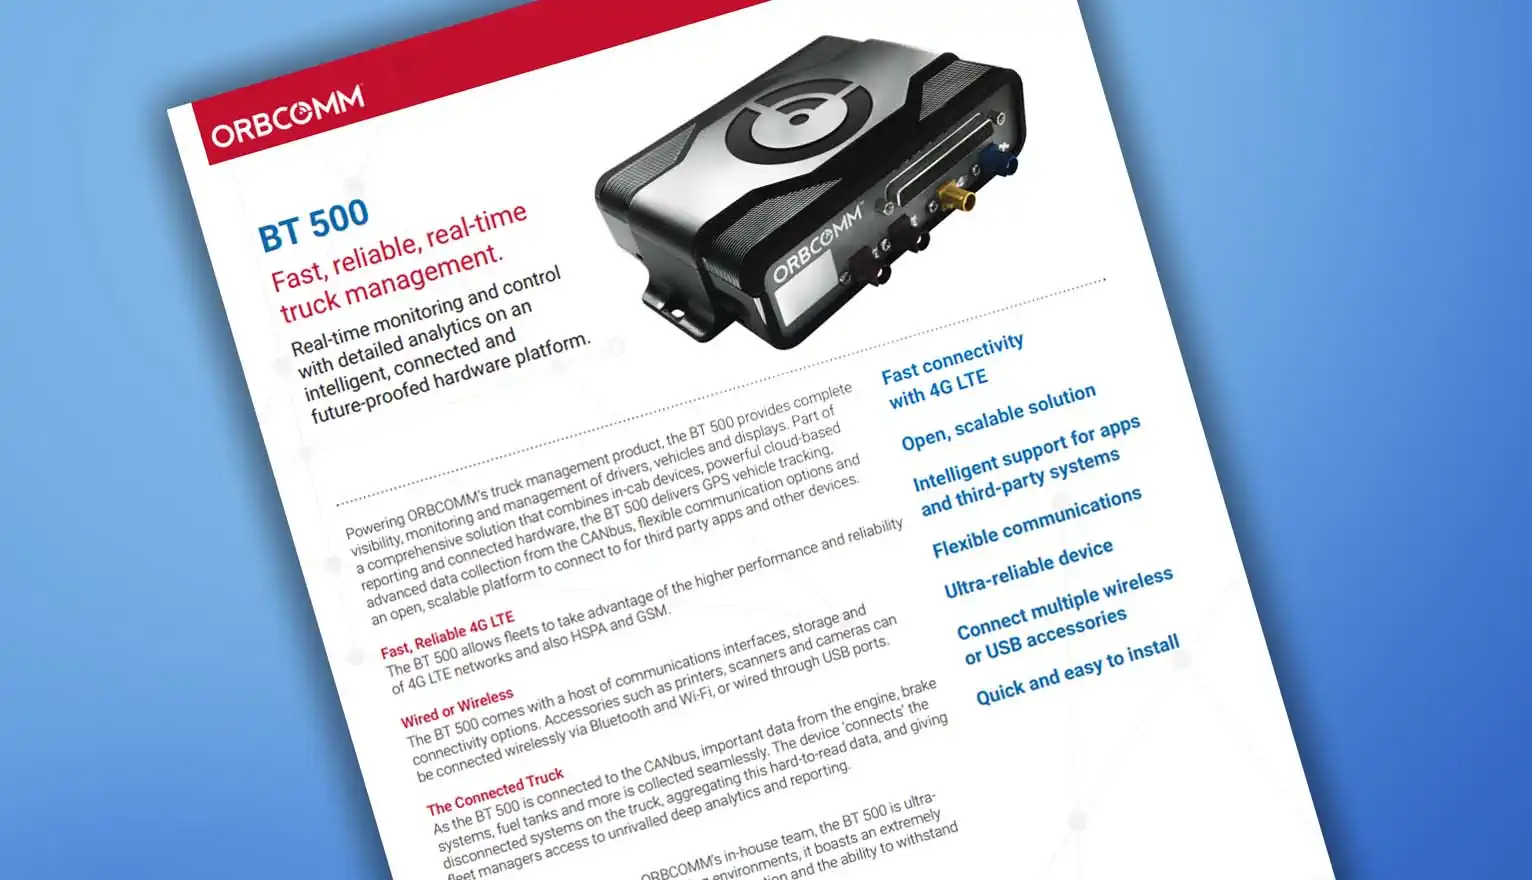 ORBCOMM
BT 500
Fast, reliable, real-time
truck management.
Real-time monitoring and control
with detailed analytics on an
intelligent, connected and
future-proofed hardware platform.
ORBCOMM™
Powering ORBCOMM's truck management product, the BT 500 provides complete
visibility, monitoring and management of drivers, vehicles and displays. Part of
a comprehensive solution that combines in-cab devices, powerful cloud-based
reporting and connected hardware, the BT 500 delivers GPS vehicle tracking,
advanced data collection from the CANbus, flexible communication options and
an open, scalable platform to connect to for third party apps and other devices.
Fast, Reliable 4G LTE
The BT 500 allows fleets to take advantage of the higher performance and reliability
of 4G LTE networks and also HSPA and GSM.
Wired or Wireless
The BT 500 comes with a host of communications interfaces, storage and
connectivity options. Accessories such as printers, scanners and cameras can
be connected wirelessly via Bluetooth and Wi-Fi, or wired through USB ports.
The Connected Truck
As the BT 500 is connected to the CANbus, important data from the engine, brake
systems, fuel tanks and more is collected seamlessly. The device 'connects' the
disconnected systems on the truck, aggregating this hard-to-read data, and giving
fleet managers access to unrivalled deep analytics and reporting.
ORBCOMM's in-house team, the BT 500 is ultra-
environments, it boasts an extremely
and the ability to withstand
Fast connectivity
with 4G LTE
Open, scalable solution
Intelligent support for apps
and third-party systems
Flexible communications
Ultra-reliable device
Connect multiple wireless
or USB accessories
Quick and easy to install